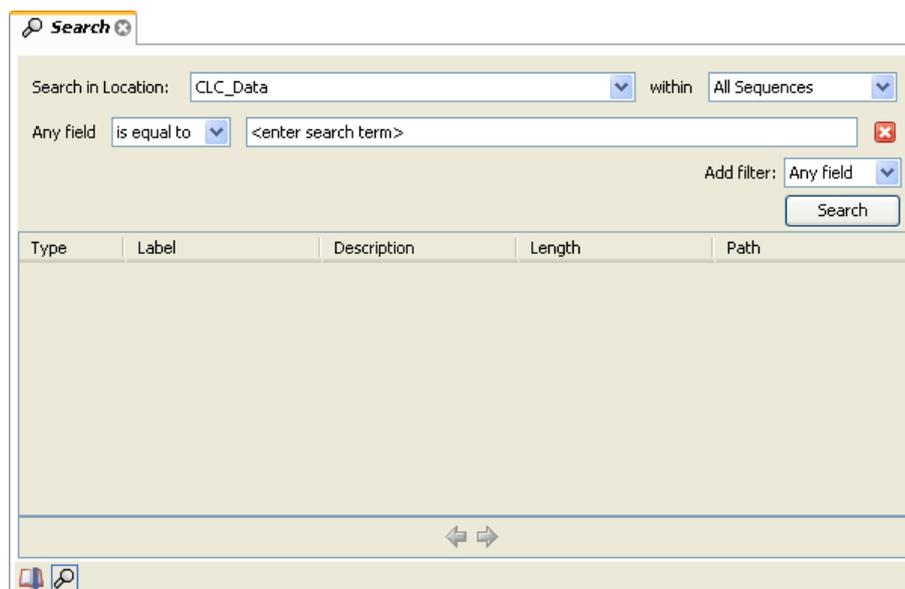 Search
Search in Location: CLC_Data within All Sequences
Any field is equal to <enter search term>
Add filter: Any field
Search
Type Label Description Length Path